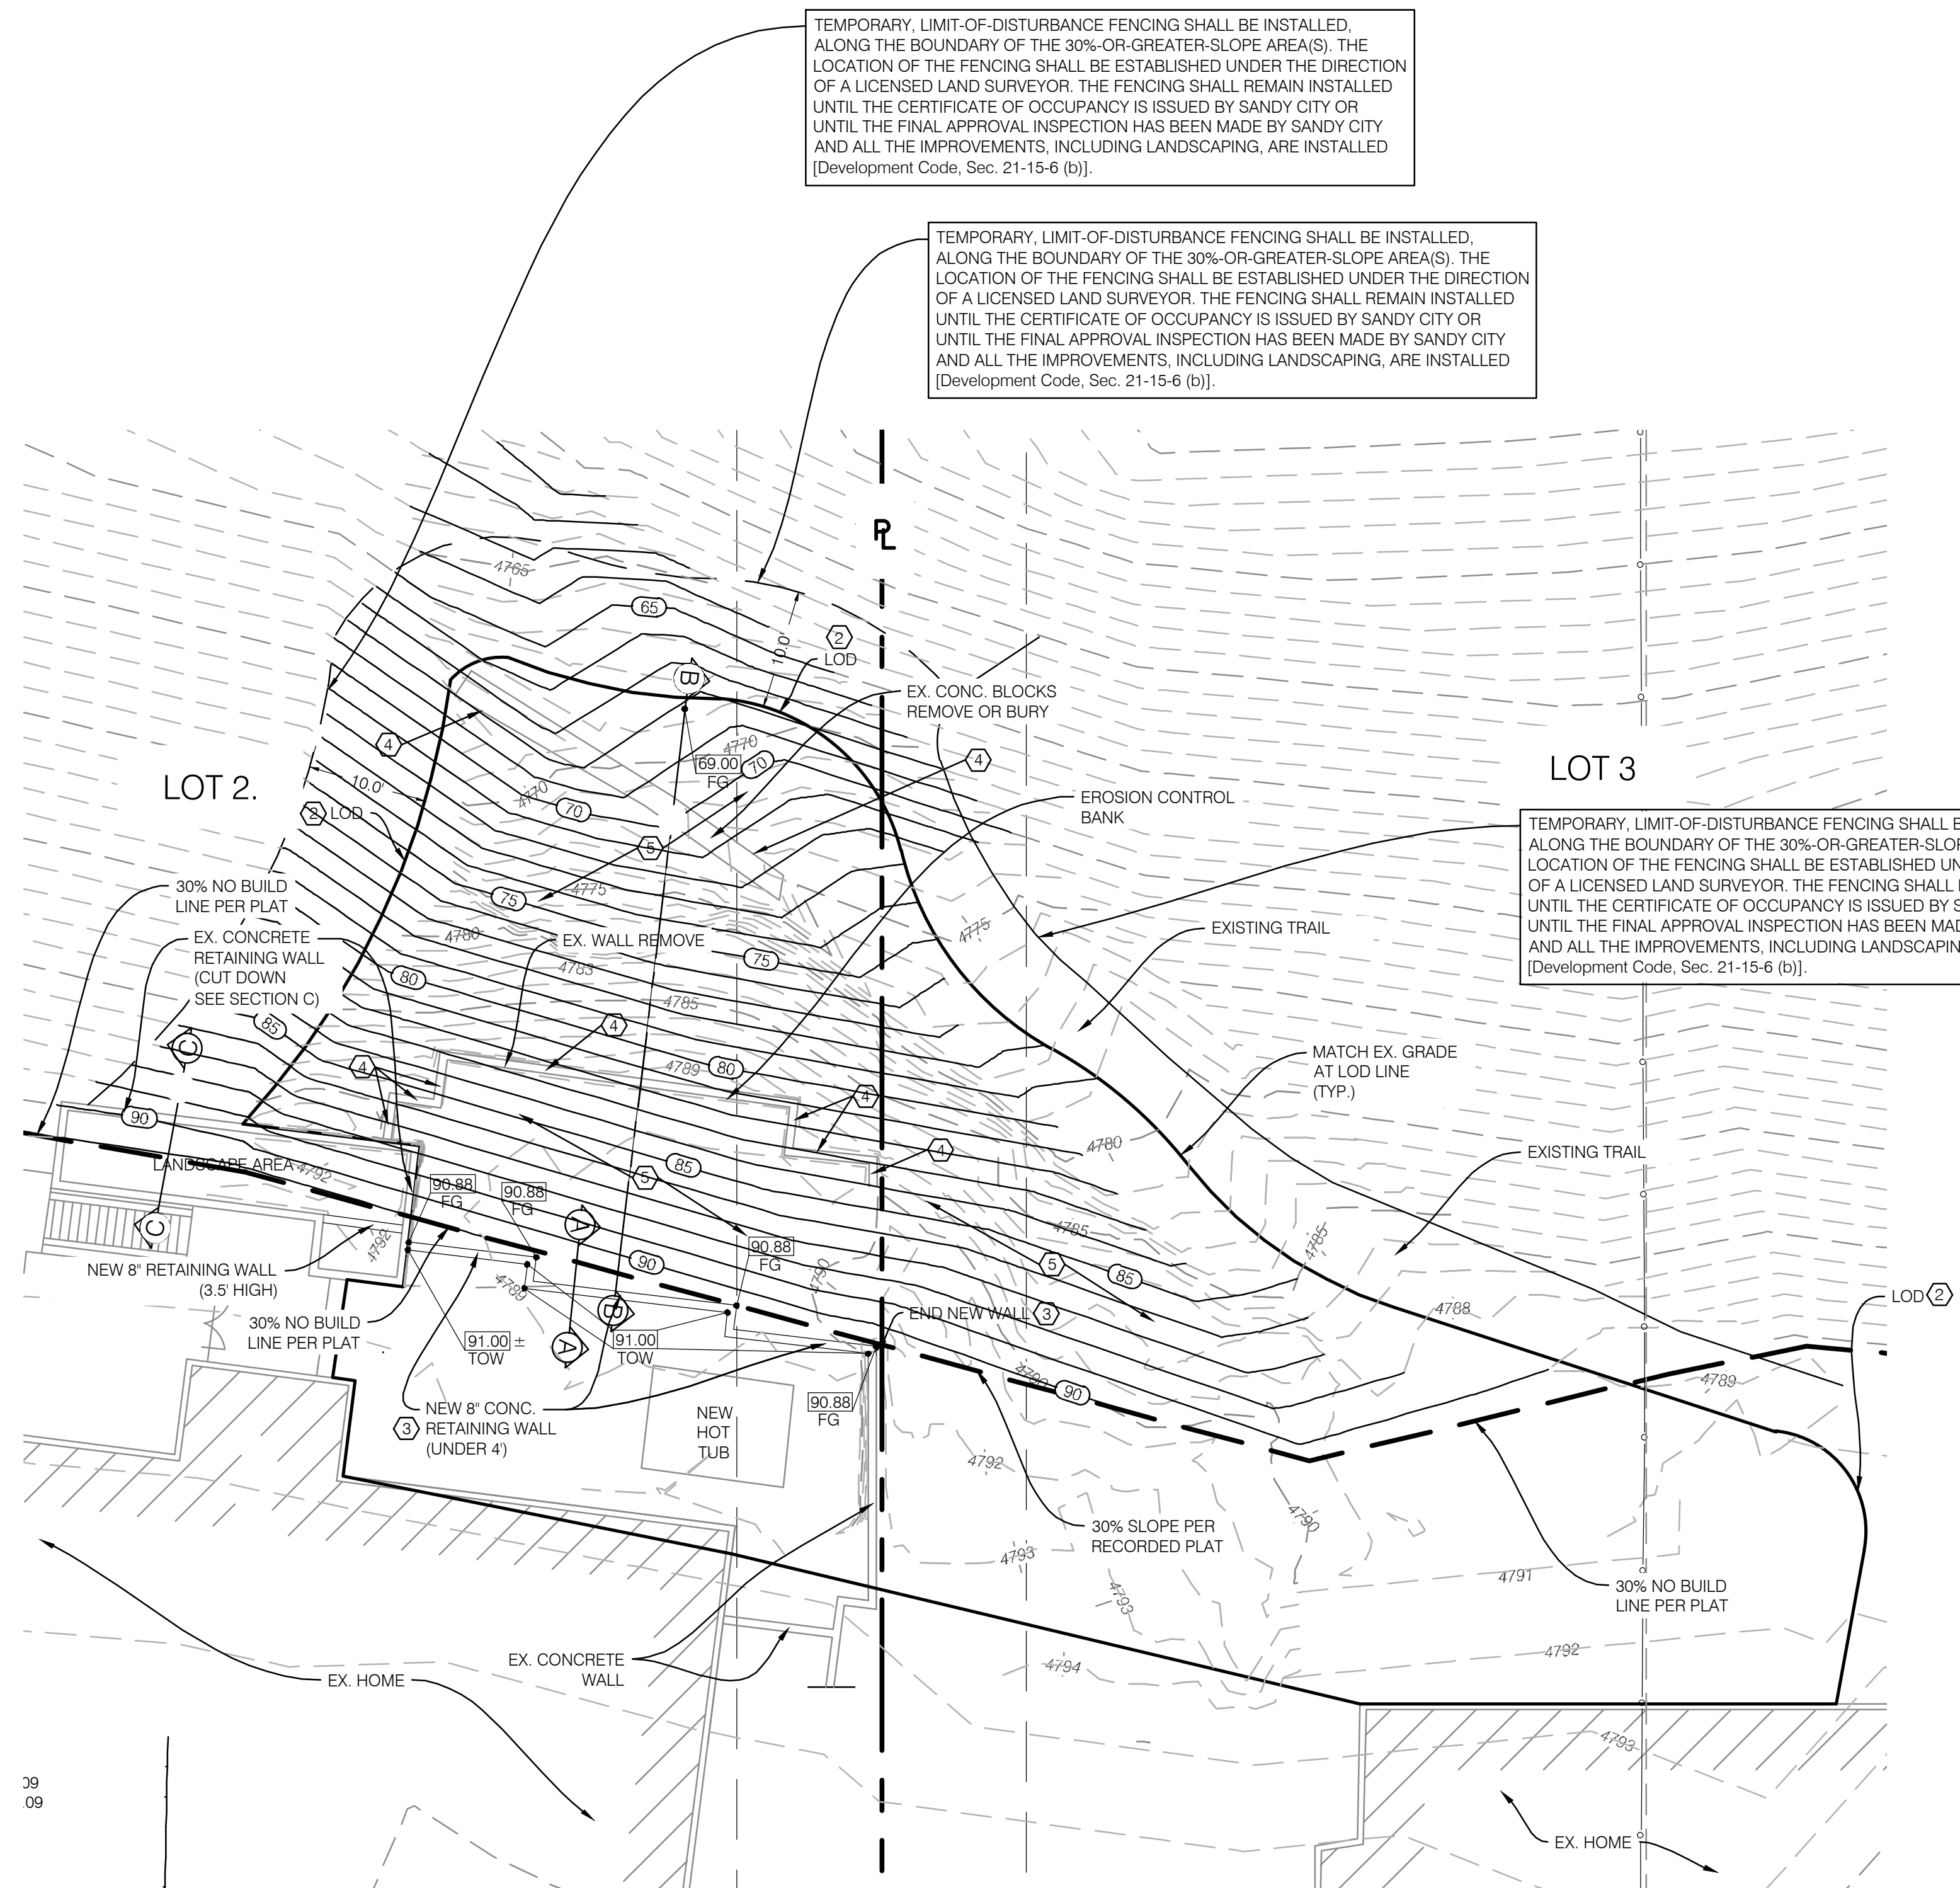 TEMPORARY, LIMIT-OF-DISTURBANCE FENCING SHALL BE INSTALLED,
ALONG THE BOUNDARY OF THE 30%-OR-GREATER-SLOPE AREA(S). THE
LOCATION OF THE FENCING SHALL BE ESTABLISHED UNDER THE DIRECTION
OF A LICENSED LAND SURVEYOR. THE FENCING SHALL REMAIN INSTALLED
UNTIL THE CERTIFICATE OF OCCUPANCY IS ISSUED BY SANDY CITY OR
UNTIL THE FINAL APPROVAL INSPECTION HAS BEEN MADE BY SANDY CITY
AND ALL THE IMPROVEMENTS, INCLUDING LANDSCAPING, ARE INSTALLED
[Development Code, Sec. 21-15-6 (b)].
TEMPORARY, LIMIT-OF-DISTURBANCE FENCING SHALL BE INSTALLED,
ALONG THE BOUNDARY OF THE 30%-OR-GREATER-SLOPE AREA(S). THE
LOCATION OF THE FENCING SHALL BE ESTABLISHED UNDER THE DIRECTION
OF A LICENSED LAND SURVEYOR. THE FENCING SHALL REMAIN INSTALLED
UNTIL THE CERTIFICATE OF OCCUPANCY IS ISSUED BY SANDY CITY OR
UNTIL THE FINAL APPROVAL INSPECTION HAS BEEN MADE BY SANDY CITY
AND ALL THE IMPROVEMENTS, INCLUDING LANDSCAPING, ARE INSTALLED
[Development Code, Sec. 21-15-6 (b)].
PL
4765
65
2
LOD
10.0'
B
EX. CONC. BLOCKS
REMOVE OR BURY
4
4
LOT 2.
LOT 3
10.0'
2 LOD
4770
69.00
FG
70
4770
70
5
EROSION CONTROL
BANK
TEMPORARY, LIMIT-OF-DISTURBANCE FENCING SHALL
ALONG THE BOUNDARY OF THE
LOCATION OF THE FENCING SHALL BE ESTABLISHED
OF A LICENSED LAND SURVEYOR. THE FENCING SHALL
UNTIL THE CERTIFICATE OF OCCUPANCY IS ISSUED BY
UNTIL THE FINAL APPROVAL INSPECTION HAS BEEN
AND ALL THE IMPROVEMENTS, INCLUDING
[Development Code, Sec. 21-15-6 (b)].
30% NO BUILD
LINE PER PLAT
75
4775
EXISTING TRAIL
4775
EX. CONCRETE
RETAINING WALL
(CUT DOWN
SEE SECTION C)
4780
EX. WALL REMOVE
4783
75
80
4785
85
4
C
4
4789
80
MATCH EX. GRADE
AT LOD LINE
(TYP.)
4
90
4780
4
EXISTING TRAIL
LANDSCAPE AREA
4792
85
5
90.88
FG
90.88
FG
C
4792
A
4785
4785
90.88
FG
NEW 8" RETAINING WALL
(3.5' HIGH)
4789
90
4790
5
85
LOD 2
30% NO BUILD
LINE PER PLAT
B
END NEW WALL 3
4788
91.00 ±
TOW
A
91.00
TOW
4790
90
4789
90.88
FG
3
NEW 8" CONC.
RETAINING WALL
(UNDER 4')
NEW
HOT
TUB
4792
4790
30% SLOPE PER
RECORDED PLAT
4793
4793
4791
30% NO BUILD
LINE PER PLAT
EX. CONCRETE
WALL
4794
4792
EX. HOME
4793
09
.09
EX. HOME